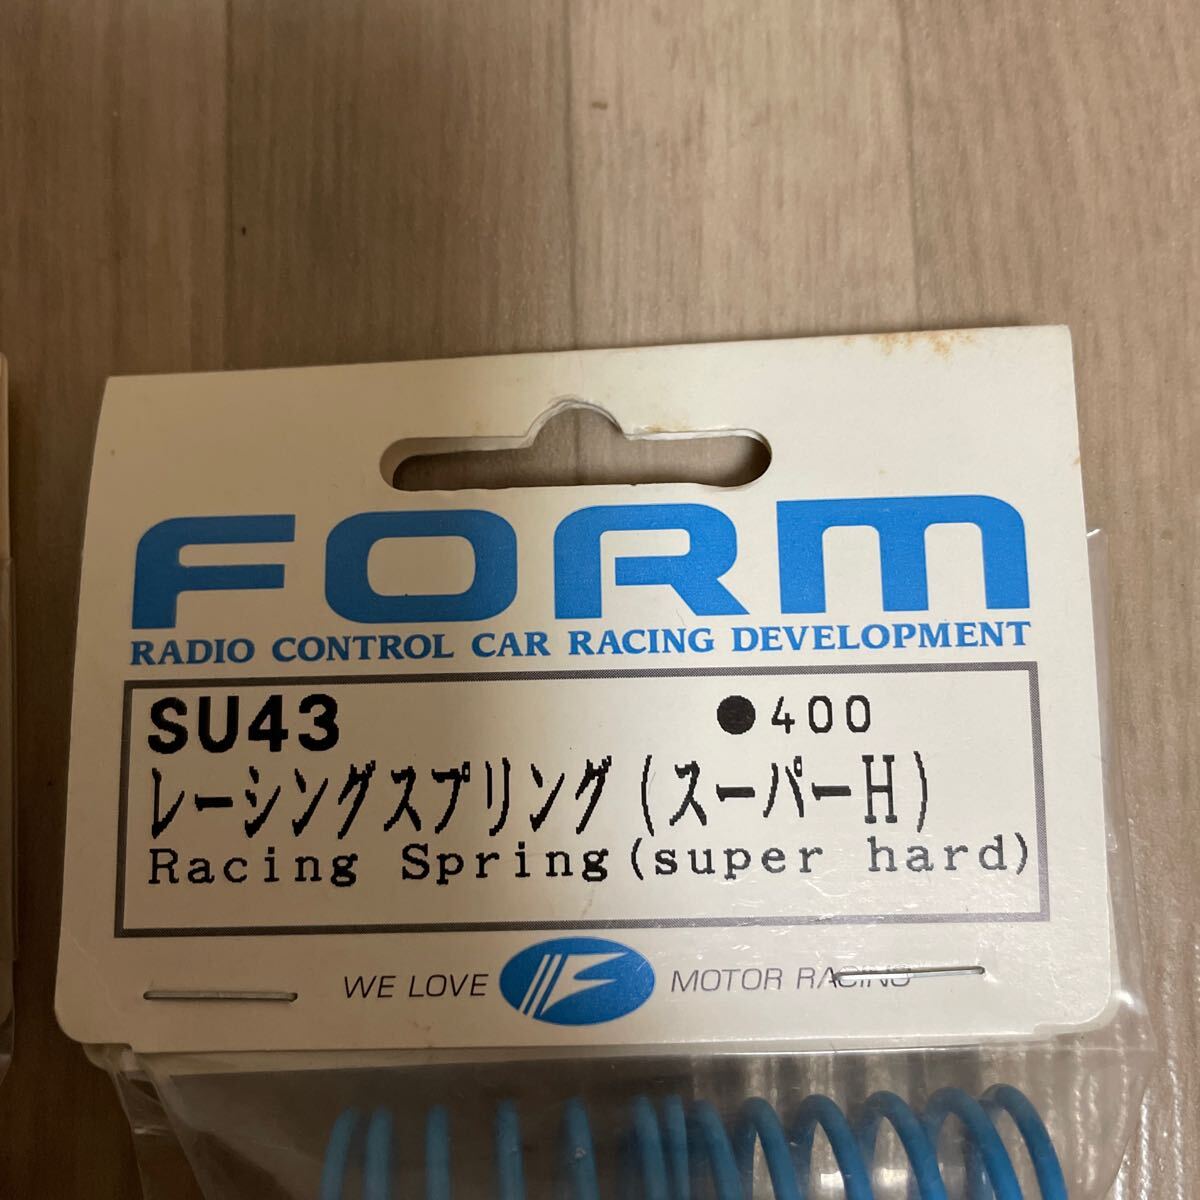 FORM
RADIO CONTROL CAR RACING DEVELOPMENT
SU43 ●400
レーシングスプリング(スーパーH)
Racing Spring(super hard)
WE LOVE F MOTOR RACING